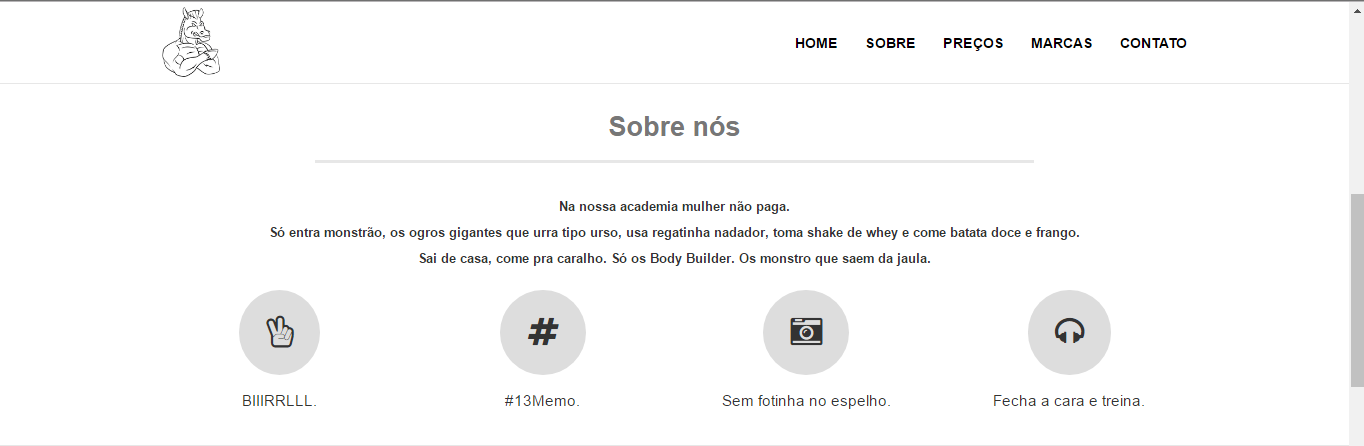 HOME SOBRE PREÇOS MARCAS CONTATO
Sobre nós
Na nossa academia mulher não paga.
Só entra monstrão, os ogros gigantes que urra tipo urso, usa regatinha nadador, toma shake de whey e come batata doce e frango.
Sai de casa, come pra caralho. Só os Body Builder. Os monstro que saem da jaula.
#
BIIIRRLLL. #13Memo. Sem fotinha no espelho. Fecha a cara e treina.